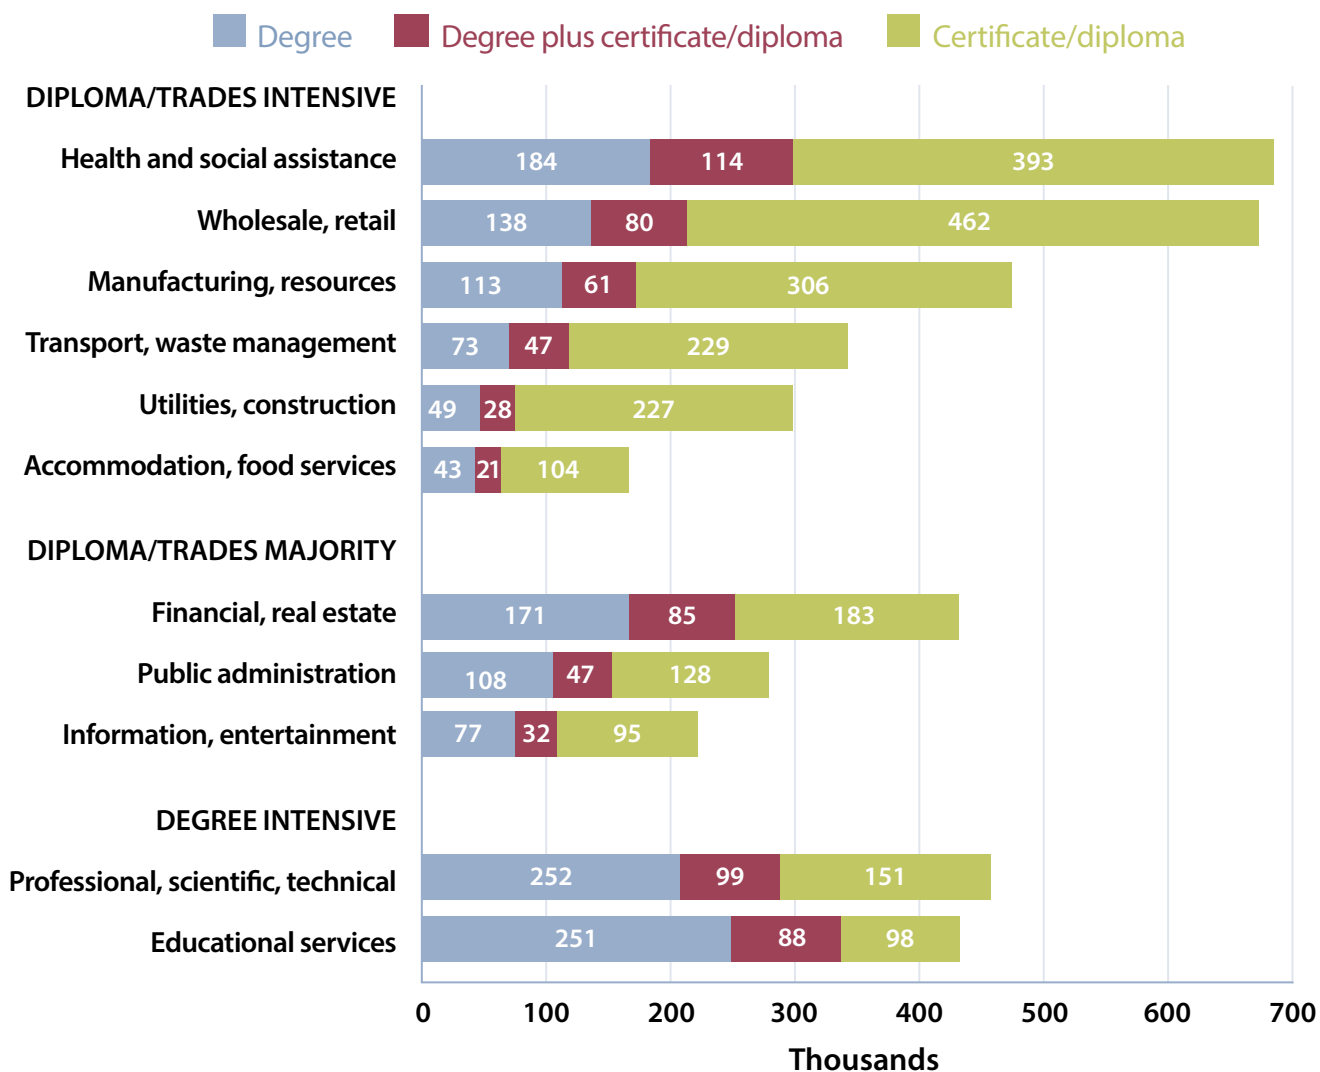 Degree Degree plus certificate/diploma Certificate/diploma
DIPLOMA/TRADES INTENSIVE
Health and social assistance 184 114 393
Wholesale, retail 138 80 462
Manufacturing, resources 113 61 306
Transport, waste management 73 47 229
Utilities, construction 49 28 227
Accommodation, food services 43 21 104
DIPLOMA/TRADES MAJORITY
Financial, real estate 171 85 183
Public administration 108 47 128
Information, entertainment 77 32 95
DEGREE INTENSIVE
Professional, scientific, technical 252 99 151
Educational services 251 88 98
0 100 200 300 400 500 600 700
Thousands